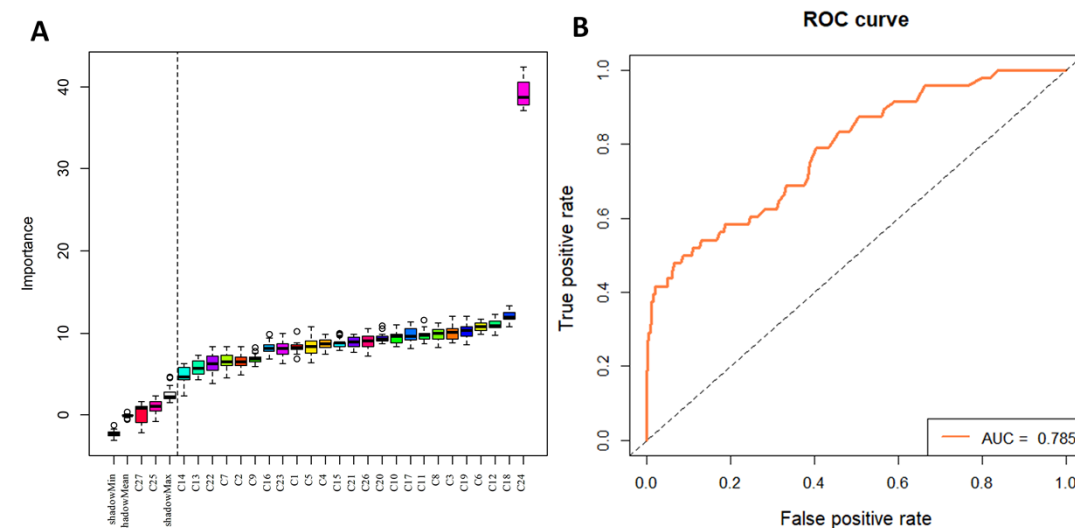 A
B
ROC curve
Importance
0
10
20
30
40
shadowMin
hadowMean
C27
C25
shadowMax
C14
C13
C22
C7
C2
C9
C16
C23
C1
C5
C4
C15
C21
C26
C20
C10
C17
C11
C8
C3
C19
C6
C12
C18
C24
True positive rate
0.0
0.2
0.4
0.6
0.8
1.0
AUC = 0.785
0.0
0.2
0.4
0.6
0.8
1.0
False positive rate